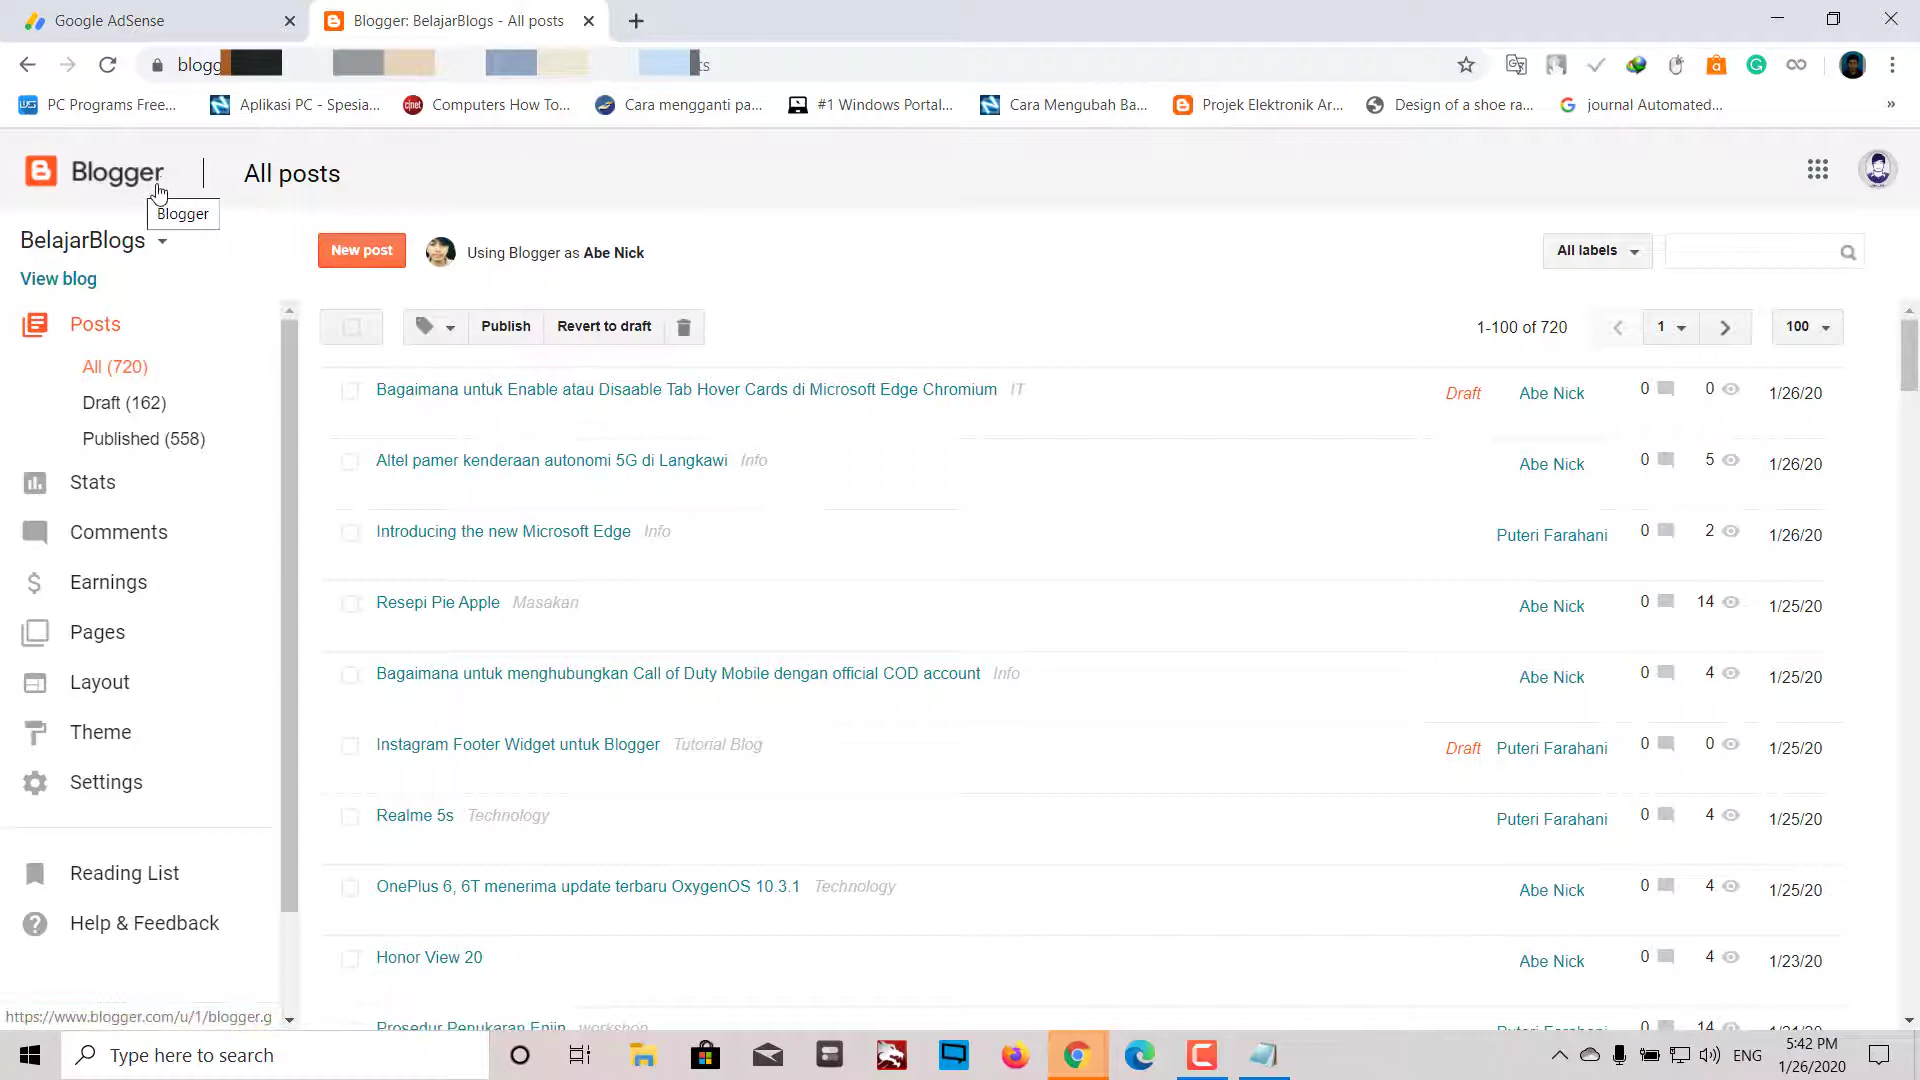 Google AdSense
Blogger: BelajarBlogs - All posts
blogg
ts
PC Programs Free...
Aplikasi PC - Spesia...
Computers How To...
Cara mengganti pa...
#1 Windows Portal...
Cara Mengubah Ba...
Projek Elektronik Ar...
Design of a shoe ra...
journal Automated...
»
Blogger
All posts
Blogger
BelajarBlogs
View blog
New post
Using Blogger as Abe Nick
All labels
Posts
All (720)
Draft (162)
Published (558)
Stats
Comments
Earnings
Pages
Layout
Theme
Settings
Reading List
Help & Feedback
Publish
Revert to draft
1-100 of 720
1
100
Bagaimana untuk Enable atau Disaable Tab Hover Cards di Microsoft Edge Chromium IT Draft Abe Nick 0 0 1/26/20
Altel pamer kenderaan autonomi 5G di Langkawi Info Abe Nick 0 5 1/26/20
Introducing the new Microsoft Edge Info Puteri Farahani 0 2 1/26/20
Resepi Pie Apple Masakan Abe Nick 0 14 1/25/20
Bagaimana untuk menghubungkan Call of Duty Mobile dengan official COD account Info Abe Nick 0 4 1/25/20
Instagram Footer Widget untuk Blogger Tutorial Blog Draft Puteri Farahani 0 0 1/25/20
Realme 5s Technology Puteri Farahani 0 4 1/25/20
OnePlus 6, 6T menerima update terbaru OxygenOS 10.3.1 Technology Abe Nick 0 4 1/25/20
Honor View 20 Abe Nick 0 4 1/23/20
Prosedur Penukaran Enjin workshop Puteri Farahani 0 14
https://www.blogger.com/u/1/blogger.g
Type here to search
ENG
5:42 PM
1/26/2020